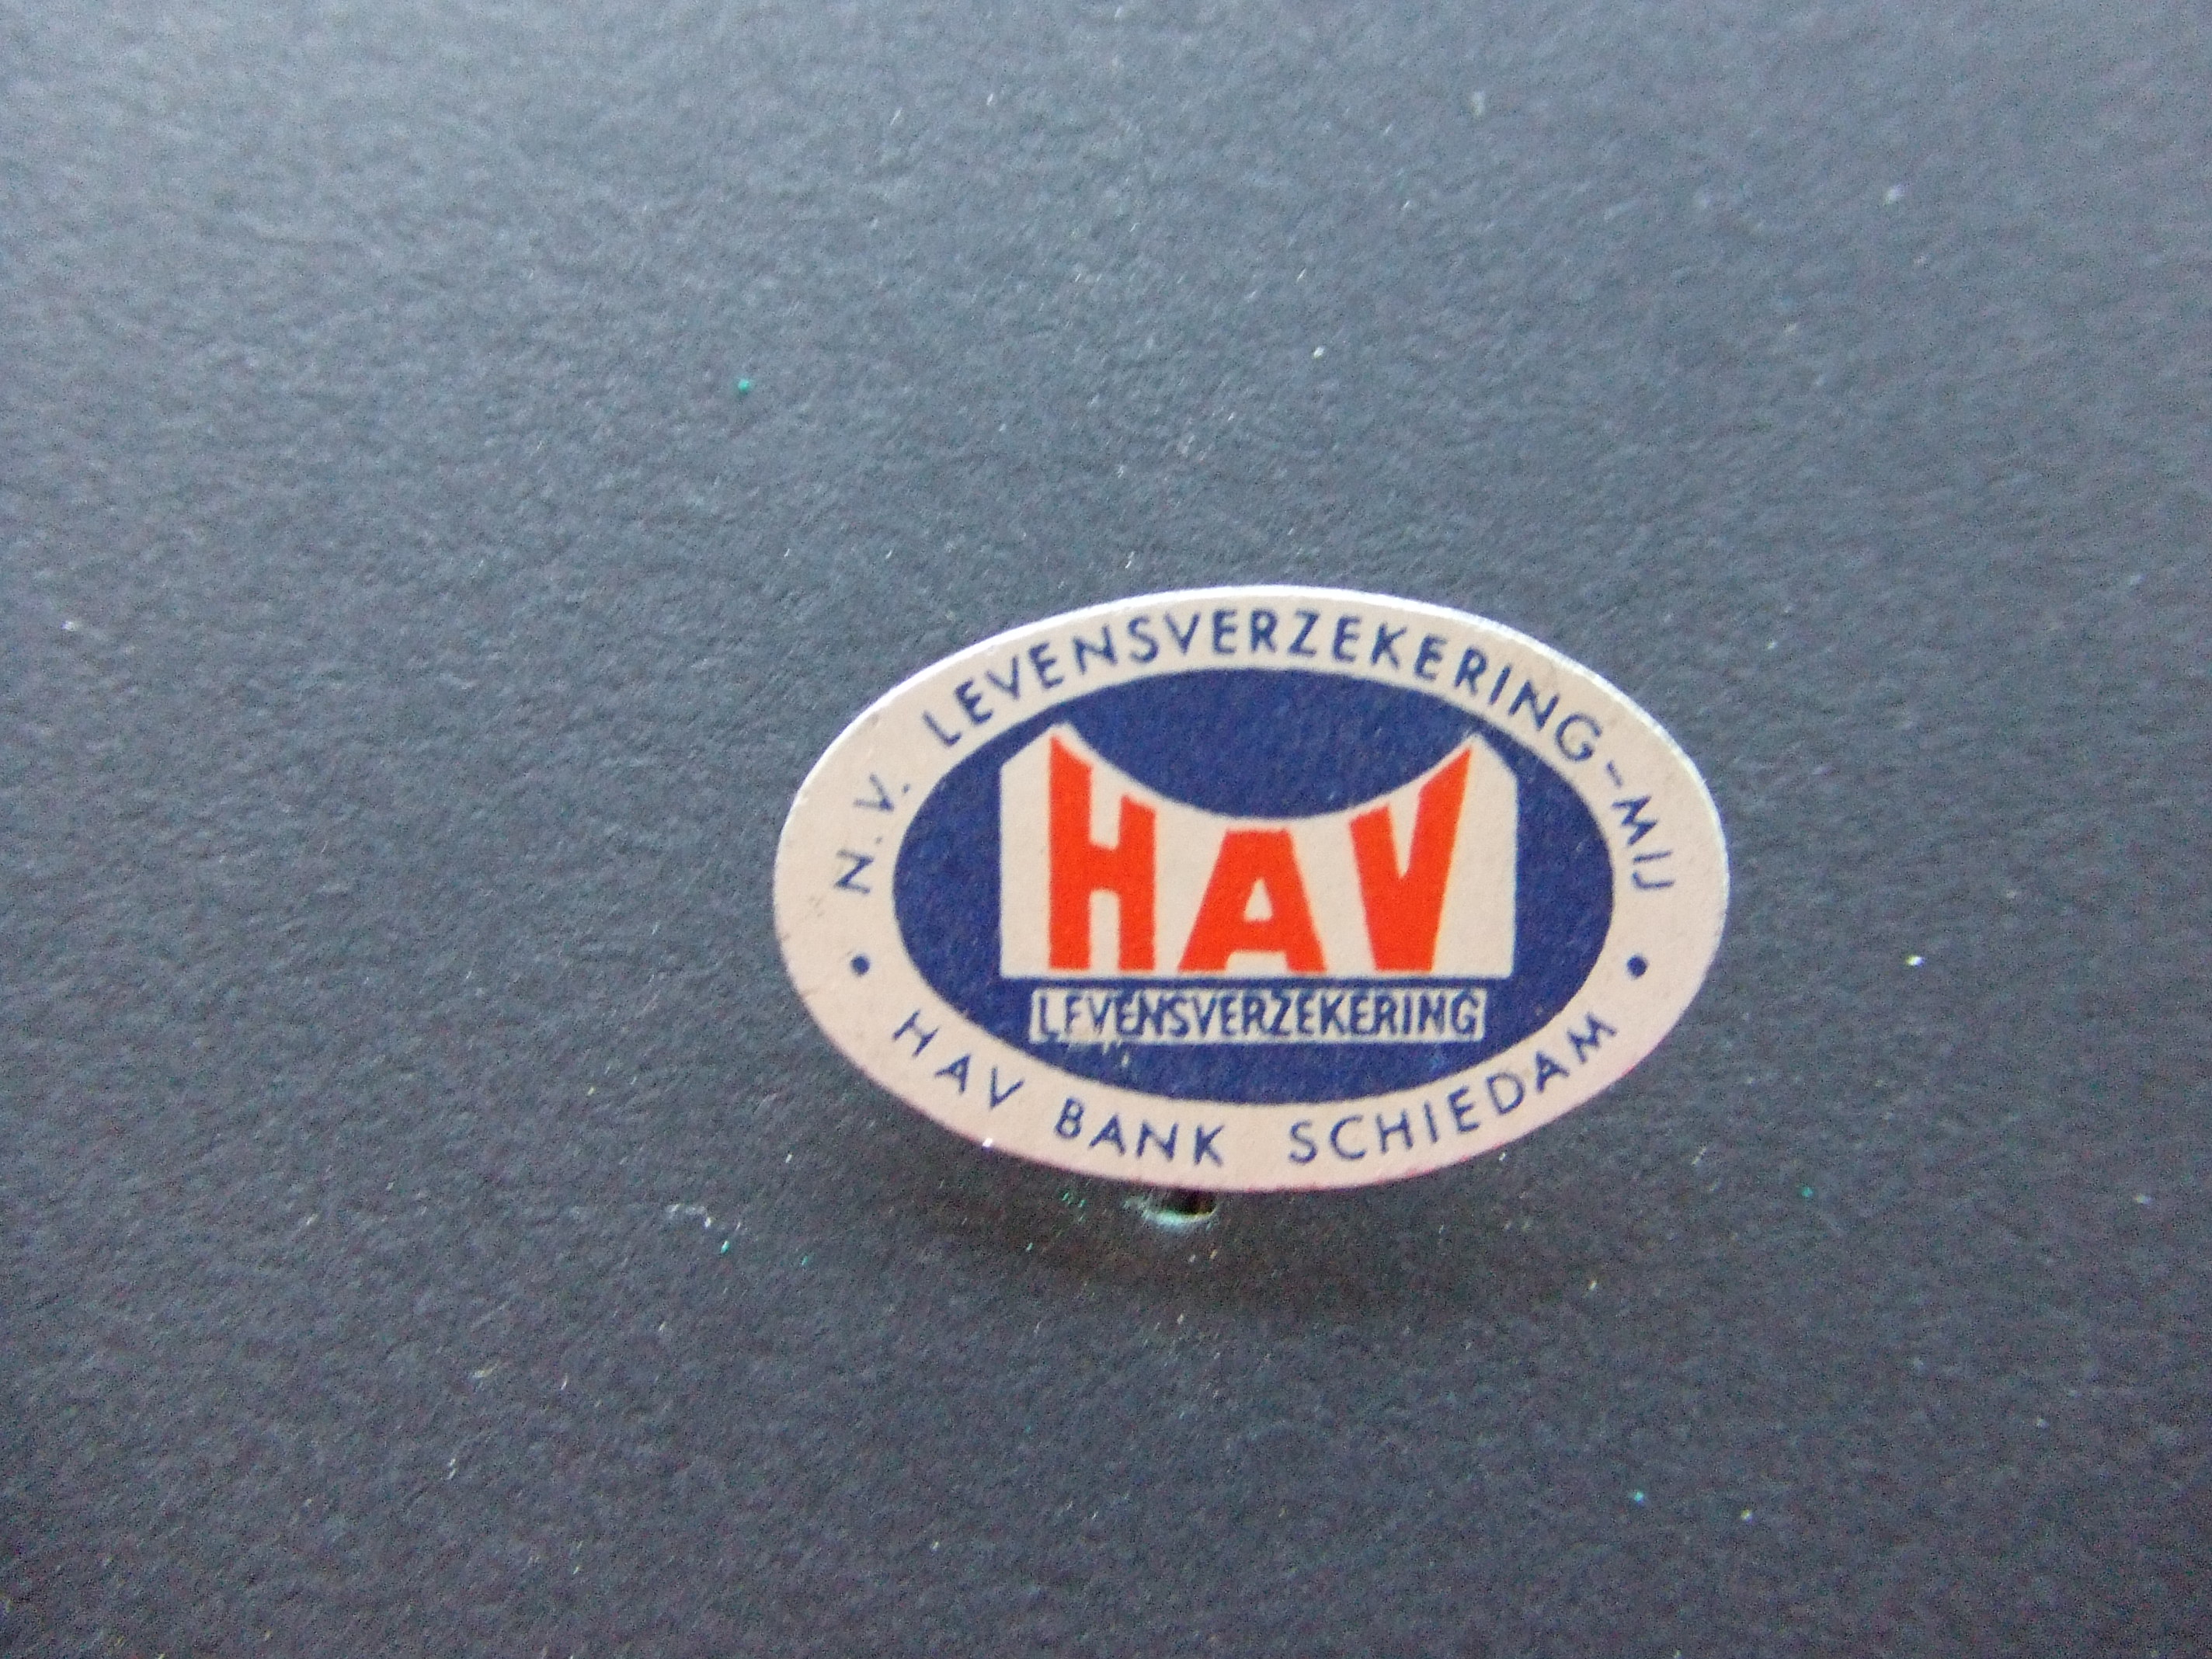 N.V. LEVENSVERZEKERING-MIJ
HAV
LEVENSVERZEKERING
HAV BANK SCHIEDAM